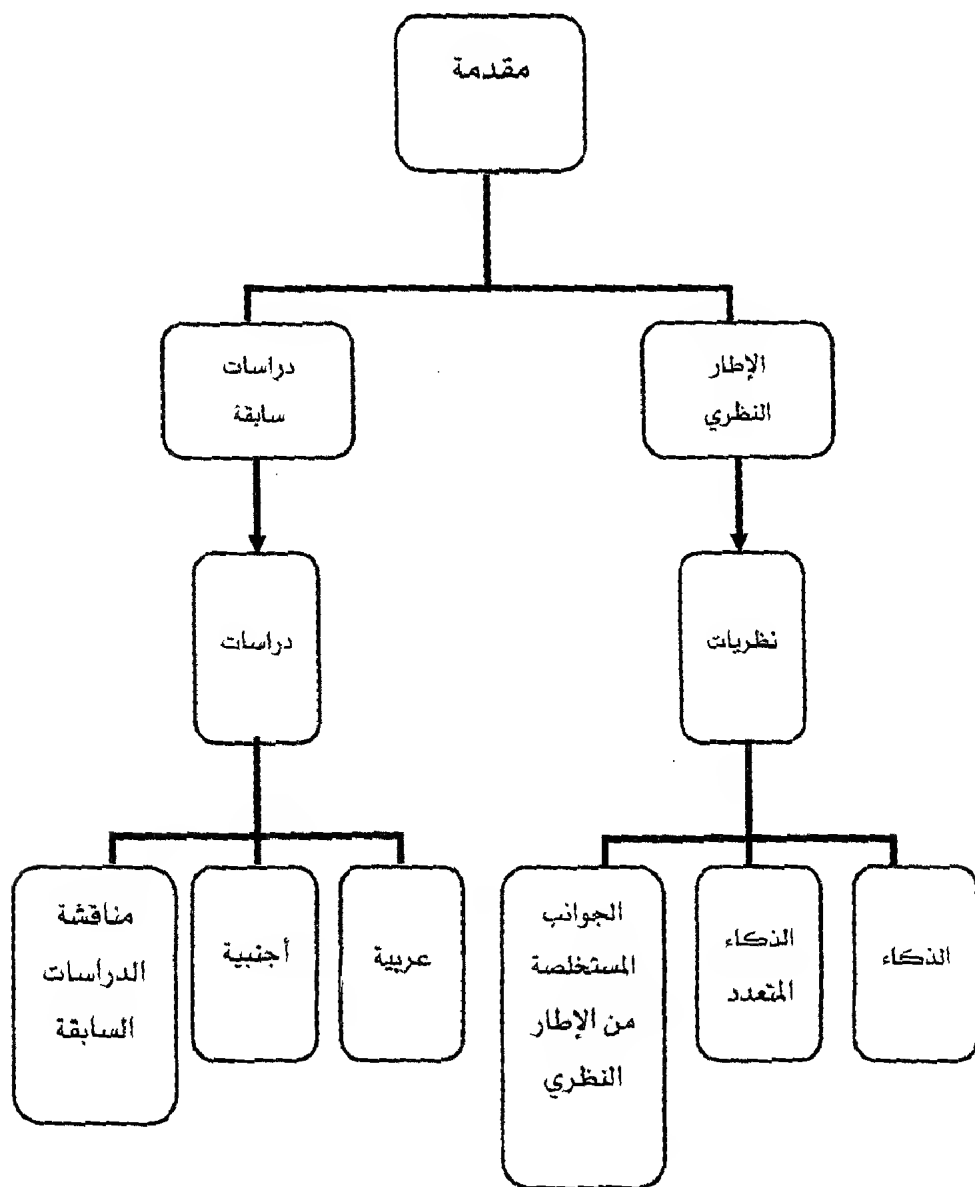 مقدمة
الإطار
النظري
دراسات
سابقة
نظريات
دراسات
الذكاء
الذكاء
المتعدد
الجوانب
المستخلصة
من الإطار
النظري
عربية
أجنبية
مناقشة
الدراسات
السابقة